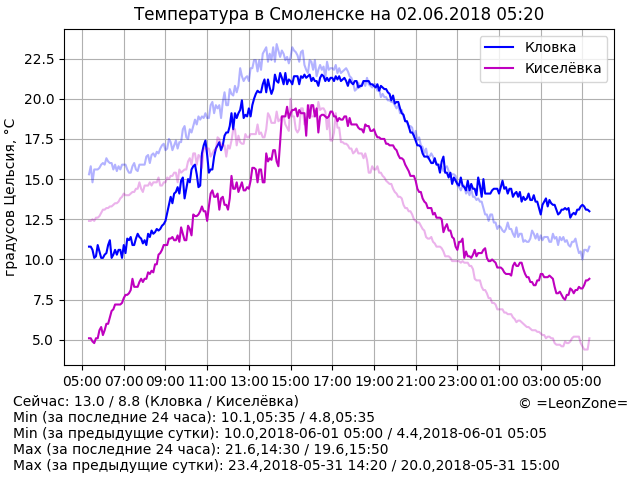 Температура в Смоленске на 02.06.2018 05:20
градусов Цельсия, °C
22.5
20.0
17.5
15.0
12.5
10.0
7.5
5.0
Кловка
Киселёвка
05:00 07:00 09:00 11:00 13:00 15:00 17:00 19:00 21:00 23:00 01:00 03:00 05:00
Сейчас: 13.0 / 8.8 (Кловка / Киселёвка)
© =LeonZone=
Min (за последние 24 часа): 10.1,05:35 / 4.8,05:35
Min (за предыдущие сутки): 10.0,2018-06-01 05:00 / 4.4,2018-06-01 05:05
Max (за последние 24 часа): 21.6,14:30 / 19.6,15:50
Max (за предыдущие сутки): 23.4,2018-05-31 14:20 / 20.0,2018-05-31 15:00